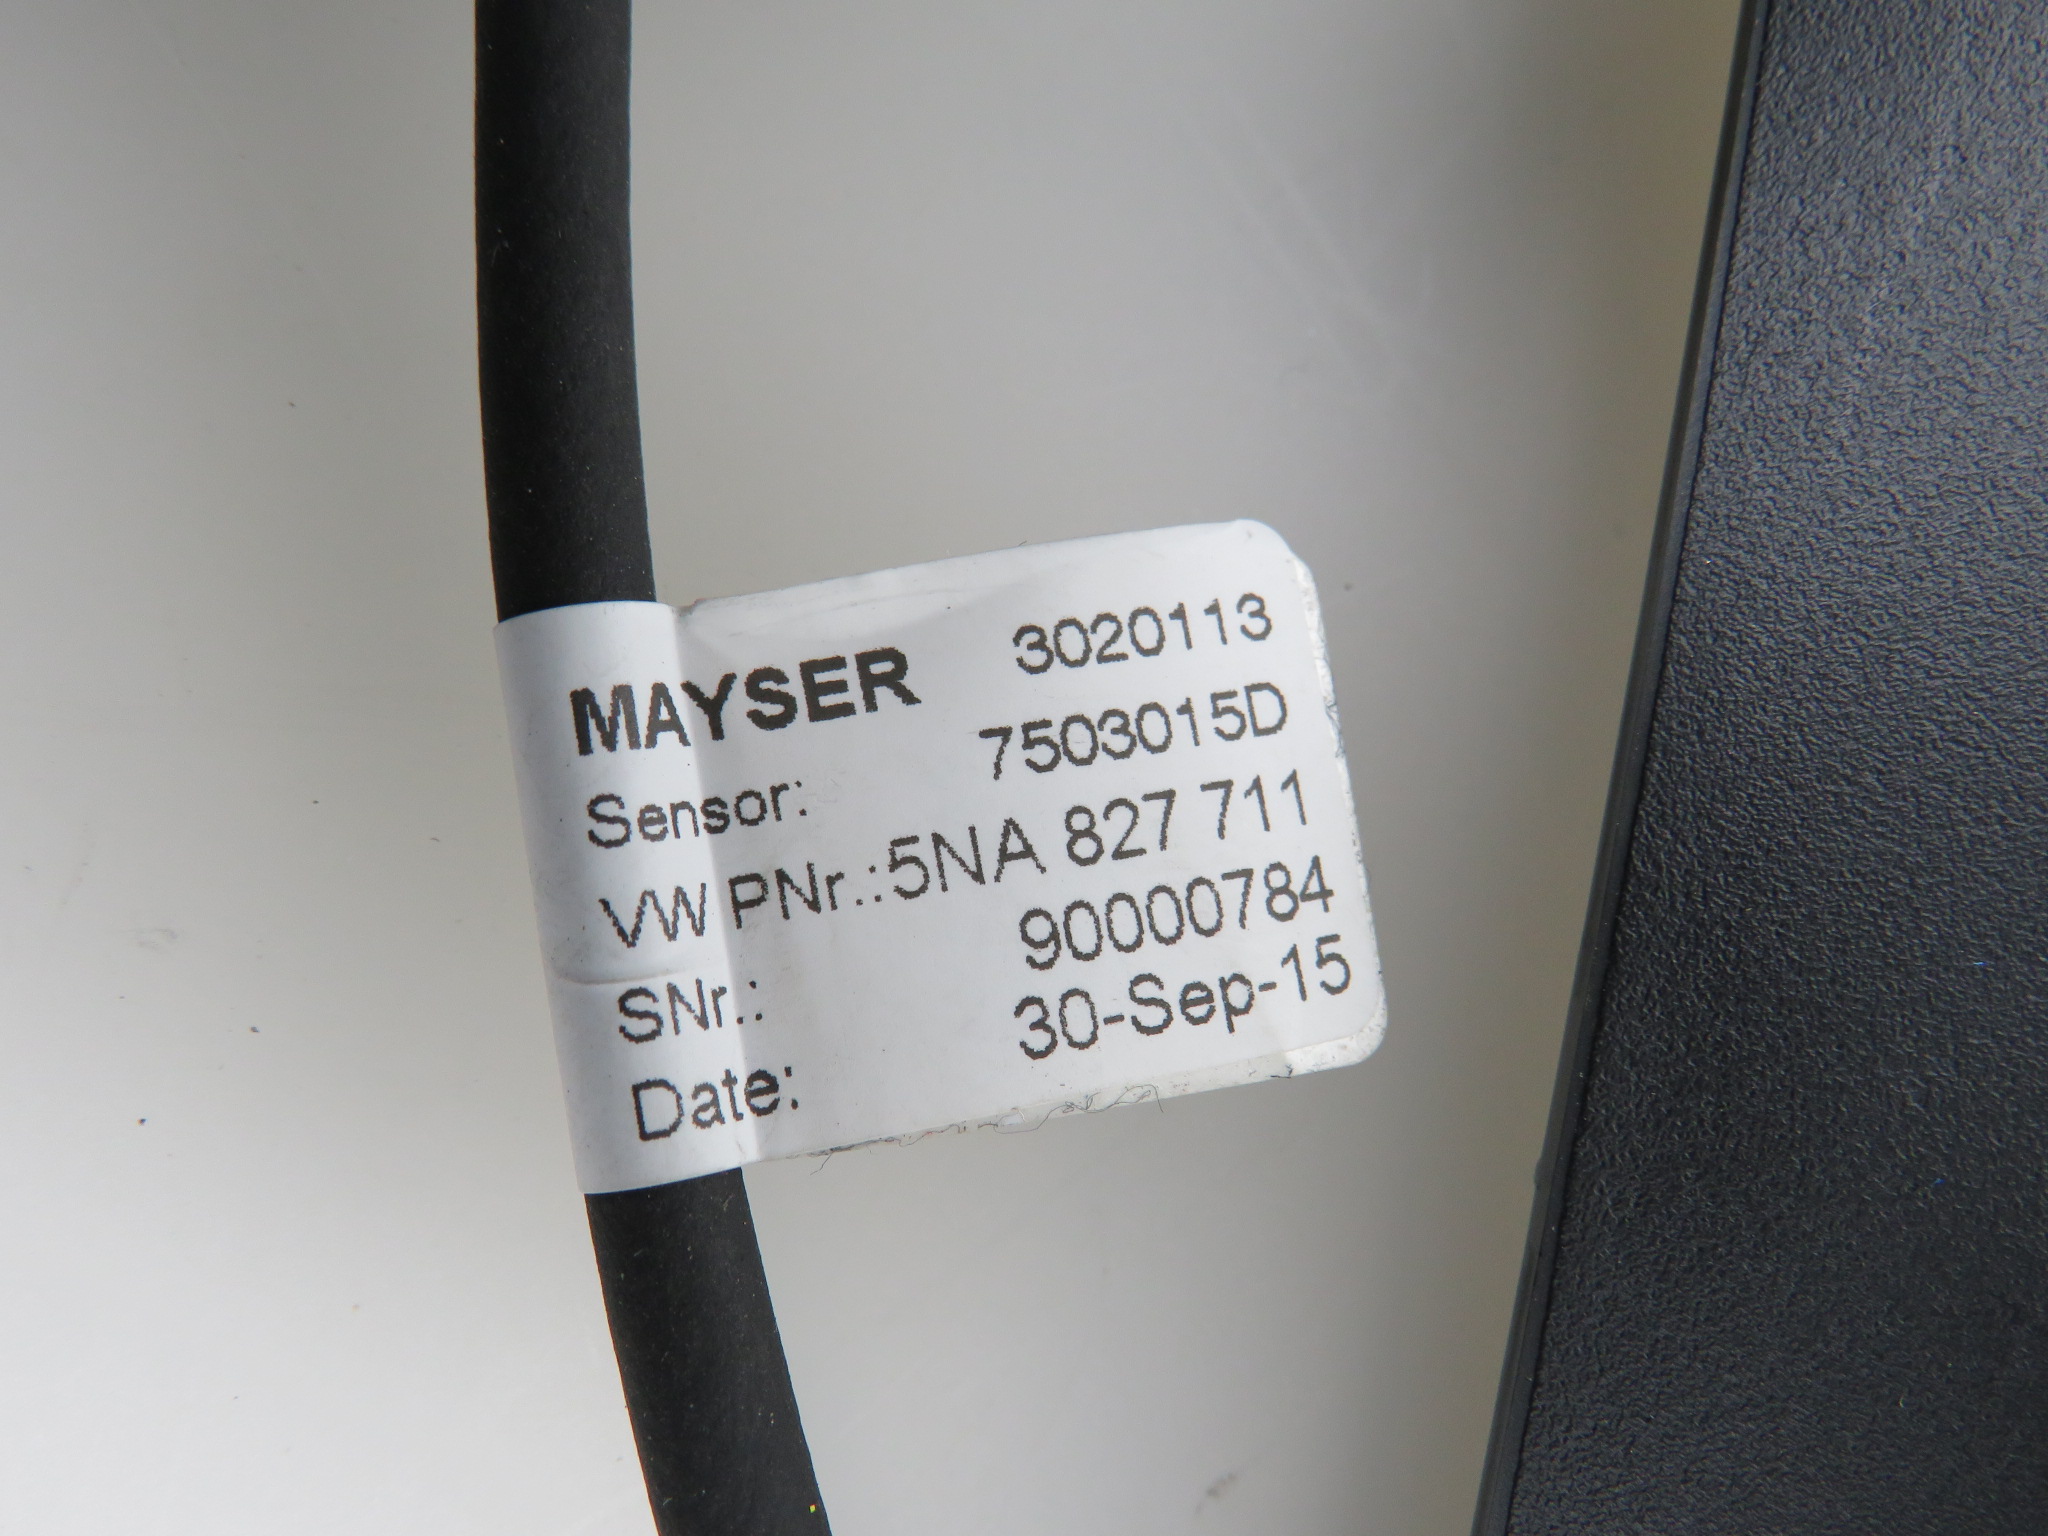 MAYSER 3020113
Sensor: 7503015D
VW PNr.:5NA 827 711
SNr.: 90000784
Date: 30-Sep-15